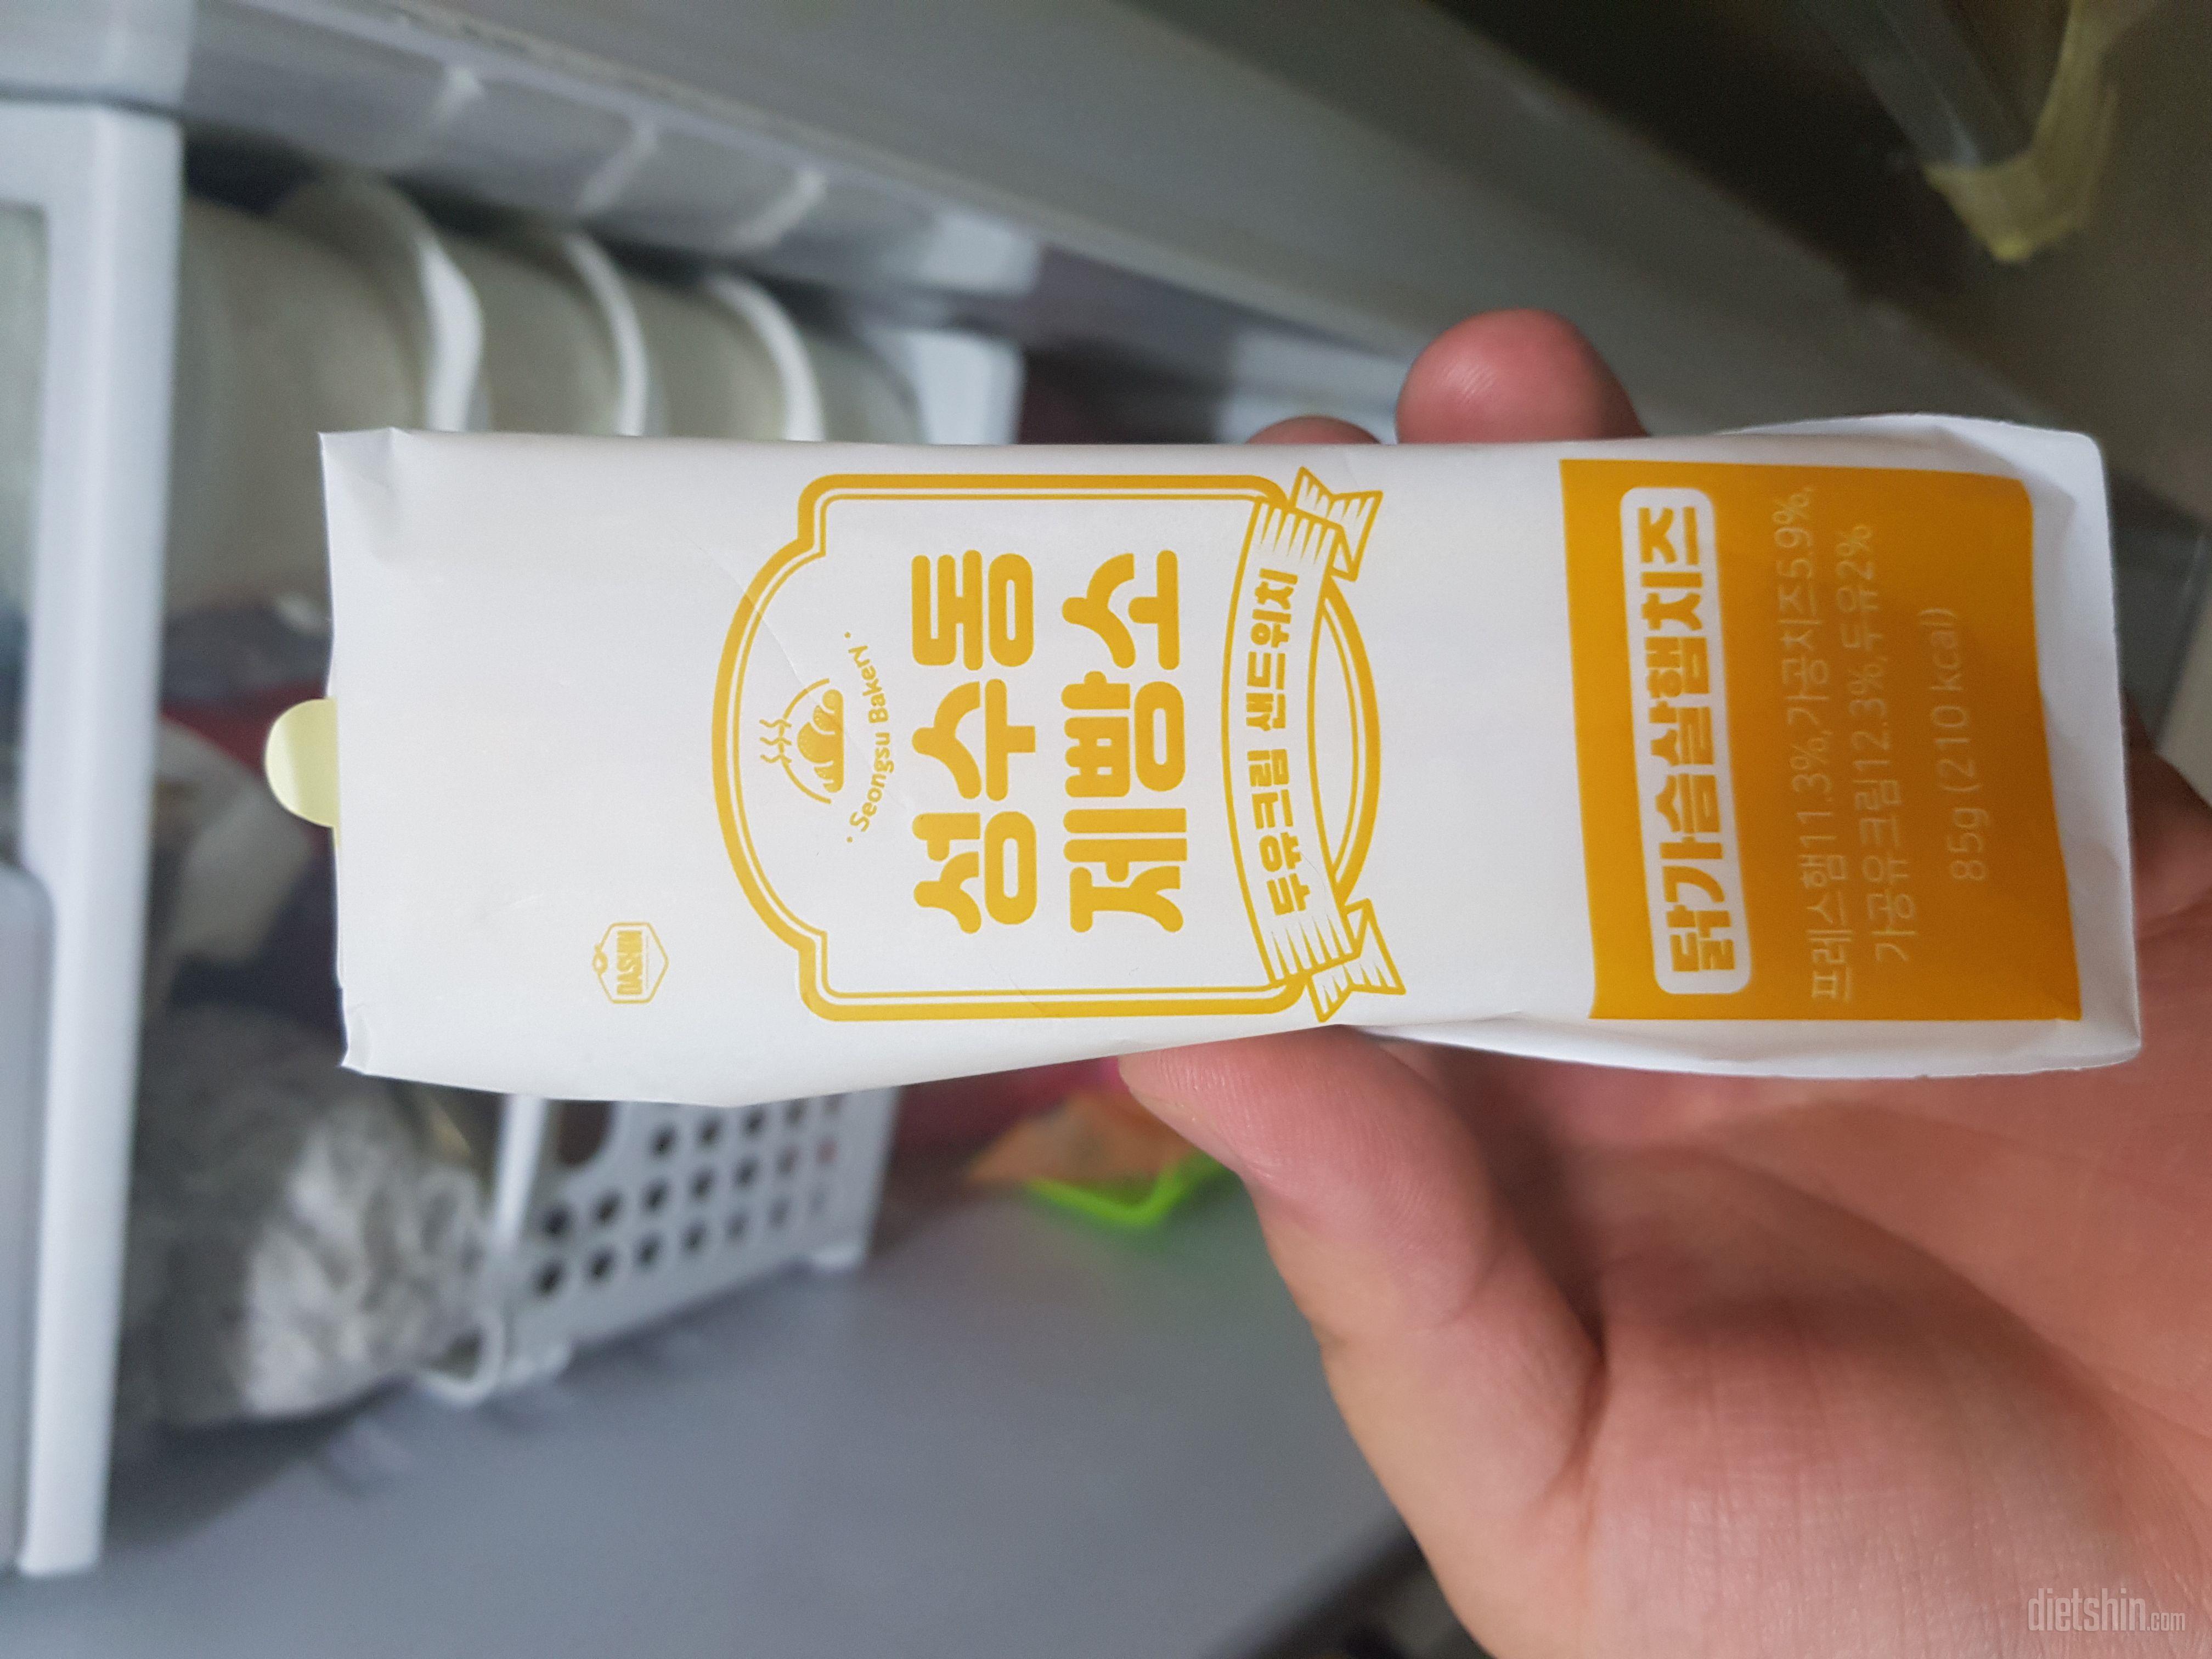 DASHIN
· Seongsu Bakery ·
성수동
제빵소
두유크림 샌드위치
닭가슴살햄치즈
프레스햄11.3%,가공치즈5.9%,
가공유크림12.3%,두유2%
85g (210 kcal)
dietshin.com